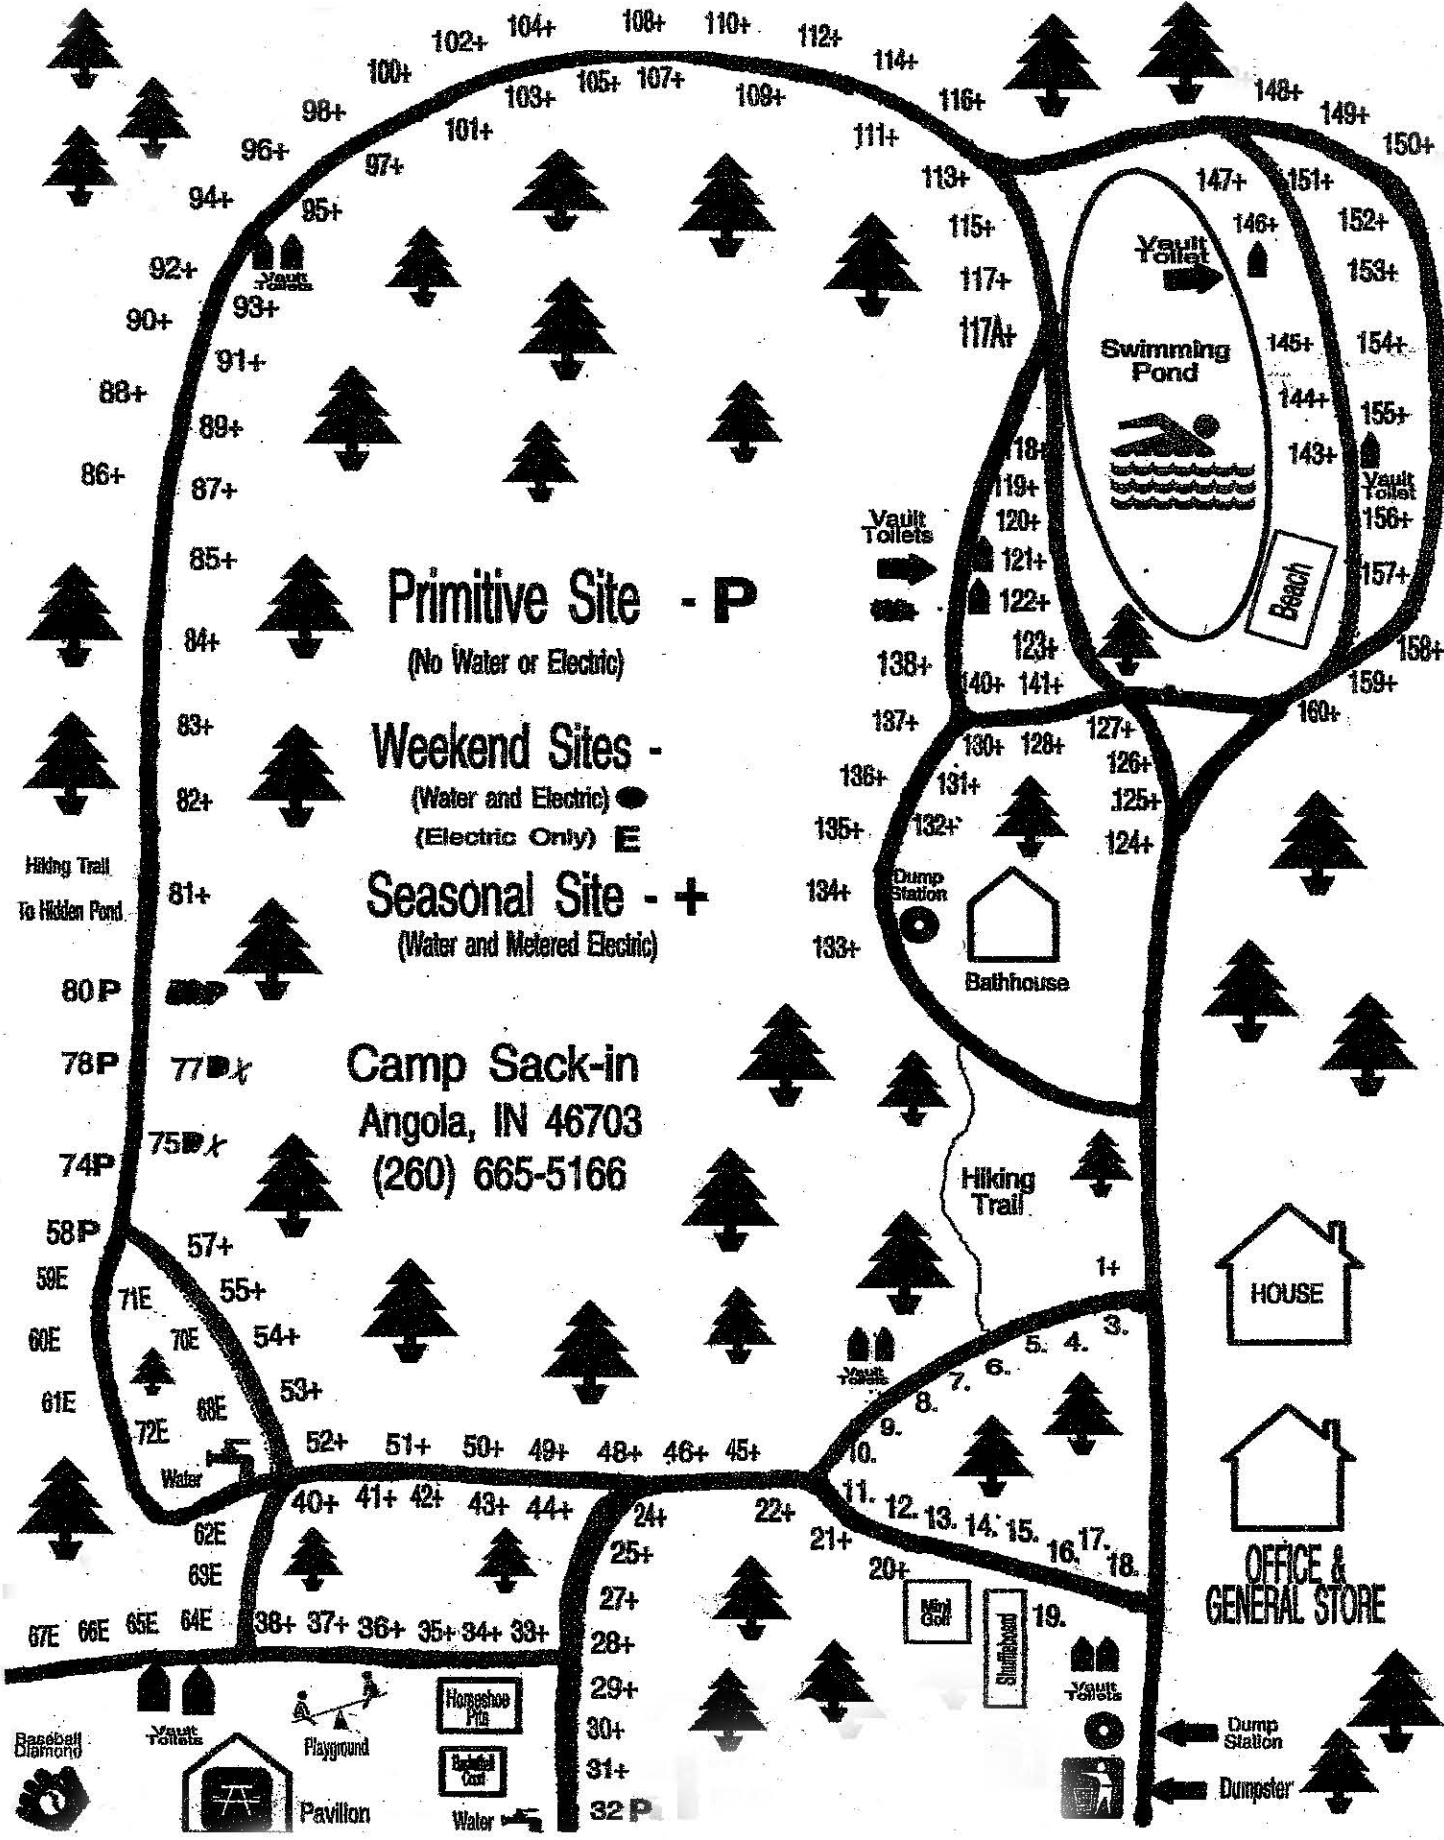 104+
108+
110+
102+
112+
100+
114+
105+
107+
103+
109+
98+
116+
101+
111+
148+
149+
96+
97+
150+
94+
95+
113+
147+
151+
115+
146+
152+
Vault
Toilets
Vault
Toilet
92+
93+
117+
153+
90+
91+
117A+
Swimming
Pond
145+
154+
88+
89+
144+
155+
86+
87+
118+
143+
Vault
Toilet
119+
120+
156+
Vault
Toilets
85+
121+
157+
Beach
Primitive Site - P
(No Water or Electric)
122+
84+
123+
138+
158+
140+
141+
159+
83+
137+
127+
160+
Weekend Sites -
(Water and Electric)
(Electric Only) E
130+
128+
136+
131+
126+
82+
135+
132+
125+
124+
Hiking Trail
To Hidden Pond
81+
Seasonal Site - +
(Water and Metered Electric)
134+
Dump
Station
133+
Bathhouse
80P
78P
77
Camp Sack-in
Angola, IN 46703
(260) 665-5166
75
74P
Hiking
Trail
58P
57+
59E
71E
55+
1+
HOUSE
60E
70E
54+
3.
4.
5.
6.
7.
8.
9.
10.
Vault
Toilets
61E
68E
53+
72E
Water
52+
51+
50+
49+
48+
46+
45+
40+
41+
42+
43+
44+
24+
22+
11.
12.
13.
14.
15.
16.
17.
18.
21+
20+
62E
25+
OFFICE &
GENERAL STORE
27+
Mini
Golf
Shuffleboard
19.
67E
66E
65E
64E
38+
37+
36+
35+
34+
33+
28+
29+
Vault
Toilets
30+
Dump
Station
31+
Dumpster
32P
Baseball
Diamond
Vault
Toilets
Playground
Horseshoe
Pits
Pavilion
Water